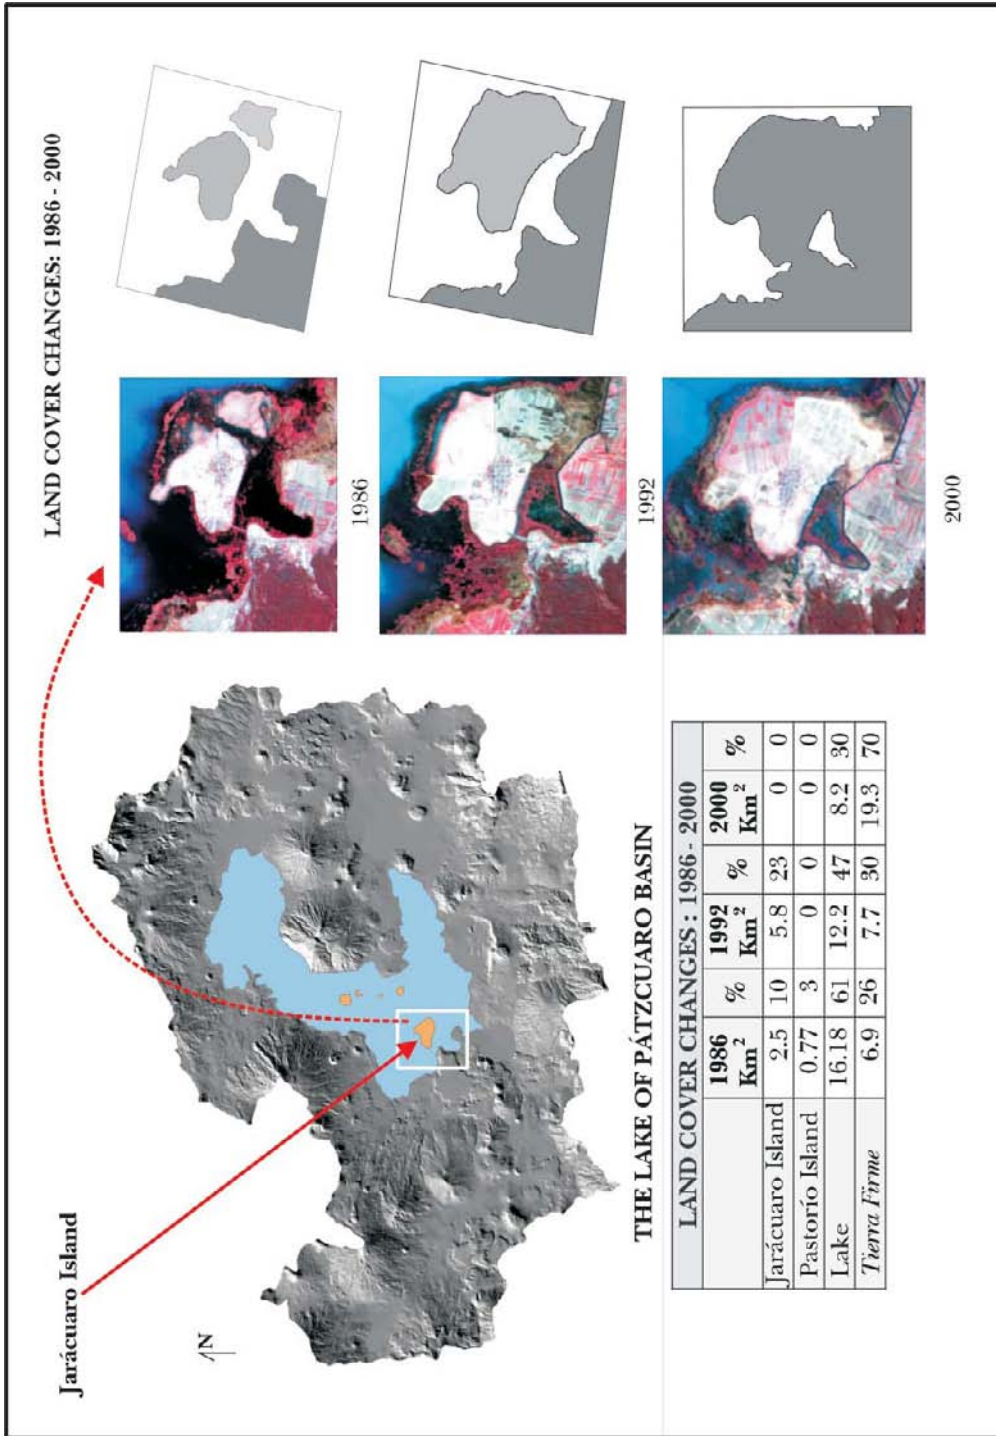 LAND COVER CHANGES: 1986 - 2000
Jarácuaro Island
N
1986
1992
2000
THE LAKE OF PÁTZCUARO BASIN
LAND COVER CHANGES : 1986 - 2000
1986 Km² % 1992 Km² % 2000 Km² %
Jarácuaro Island 2.5 10 5.8 23 0 0
Pastorío Island 0.77 3 0 0 0 0
Lake 16.18 61 12.2 47 8.2 30
Tierra Firme 6.9 26 7.7 30 19.3 70